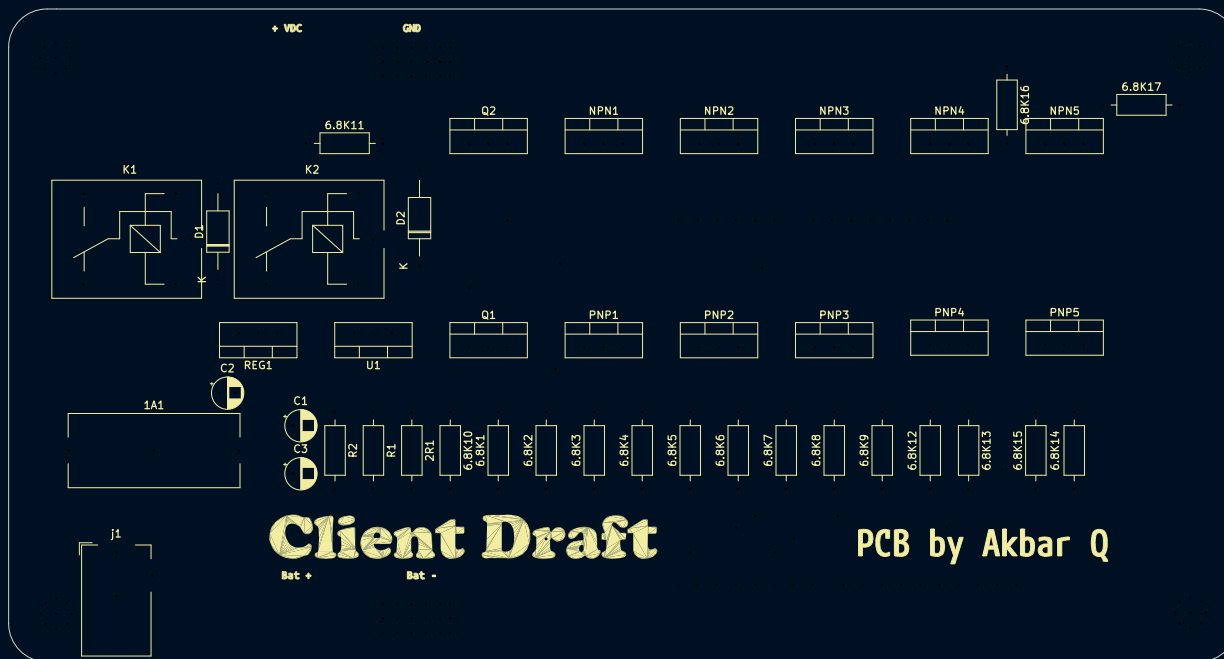 + VDC GND
6.8K16
6.8K17
Q2 NPN1 NPN2 NPN3 NPN4 NPN5
6.8K11
K1 K2
D1
D2
K
K
Q1 PNP1 PNP2 PNP3 PNP4 PNP5
REG1 U1
C2
C1
1A1
C3
R2 R1 2R1 6.8K10 6.8K1 6.8K2 6.8K3 6.8K4 6.8K5 6.8K6 6.8K7 6.8K8 6.8K9 6.8K12 6.8K13 6.8K15 6.8K14
j1
Client Draft
PCB by Akbar Q
Bat + Bat -